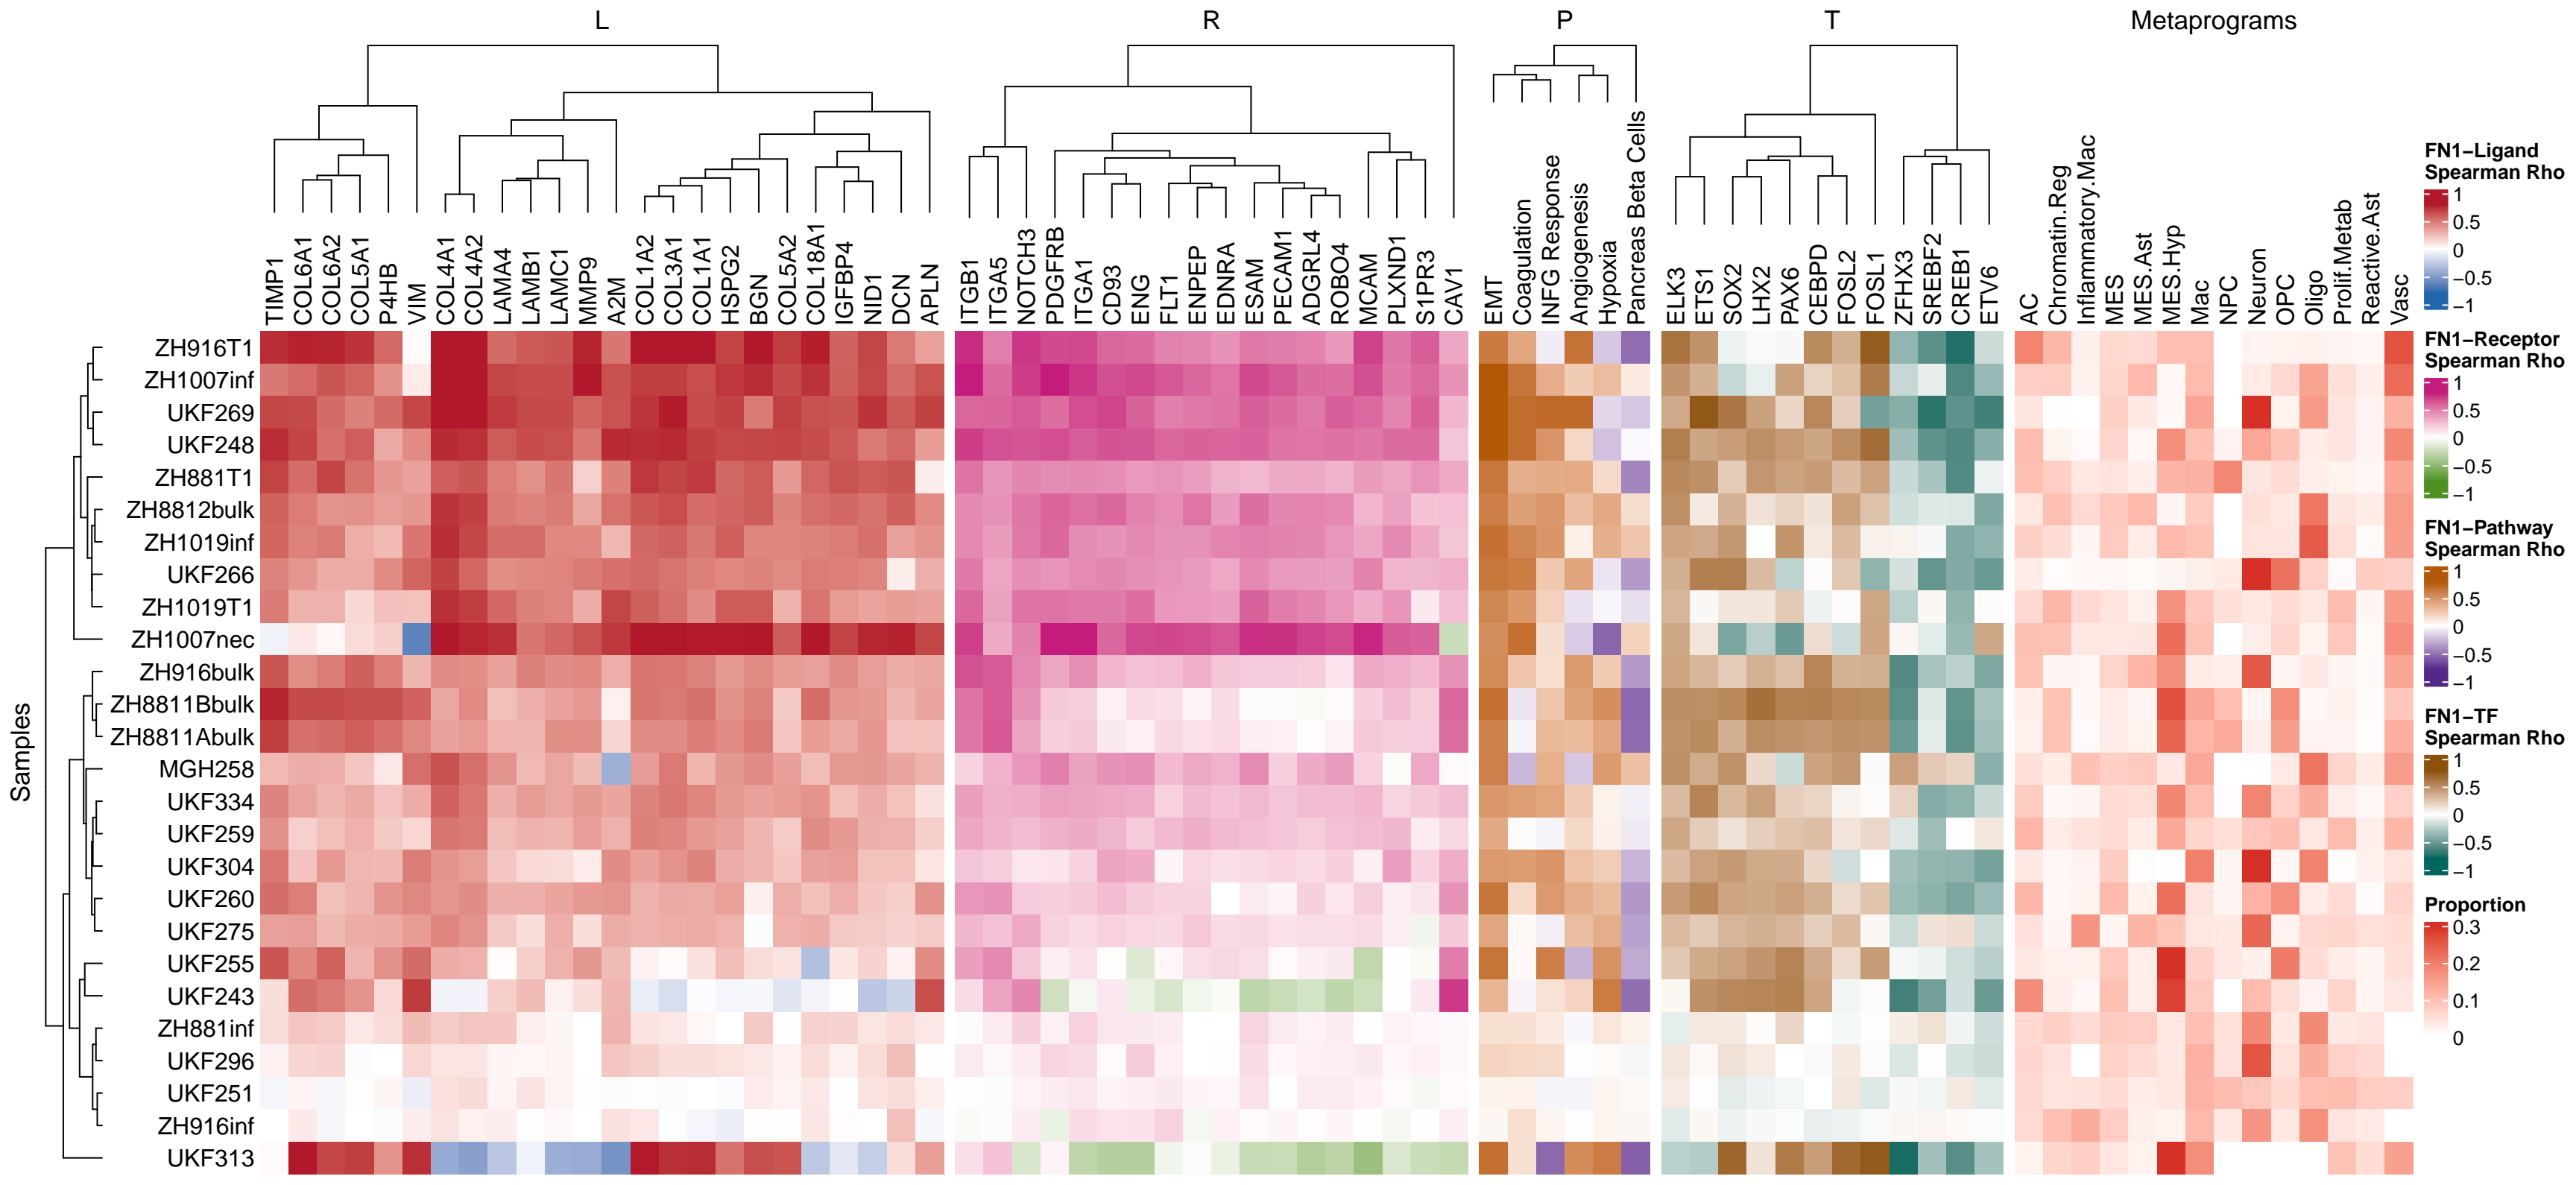 L R P T Metaprograms
TIMP1 COL6A1 COL6A2 COL5A1 P4HB VIM COL4A1 COL4A2 LAMA4 LAMB1 LAMC1 MMP9 A2M COL1A2 COL3A1 COL1A1 HSPG2 BGN COL5A2 COL18A1 IGFBP4 NID1 DCN APLN
ITGB1 ITGA5 NOTCH3 PDGFRB ITGA1 CD93 ENG FLT1 ENPEP EDNRA ESAM PECAM1 ADGRL4 ROBO4 MCAM PLXND1 S1PR3 CAV1
EMT Coagulation INFG Response Angiogenesis Hypoxia Pancreas Beta Cells
ELK3 ETS1 SOX2 LHX2 PAX6 CEBPD FOSL2 FOSL1 ZFHX3 SREBF2 CREB1 ETV6
AC Chromatin.Reg Inflammatory.Mac MES MES.Ast MES.Hyp Mac NPC Neuron OPC Oligo Prolif.Metab Reactive.Ast Vasc
Samples
ZH916T1
ZH1007inf
UKF269
UKF248
ZH881T1
ZH8812bulk
ZH1019inf
UKF266
ZH1019T1
ZH1007nec
ZH916bulk
ZH8811Bbulk
ZH8811Abulk
MGH258
UKF334
UKF259
UKF304
UKF260
UKF275
UKF255
UKF243
ZH881inf
UKF296
UKF251
ZH916inf
UKF313
FN1−Ligand
Spearman Rho
1
0.5
0
−0.5
−1
FN1−Receptor
Spearman Rho
1
0.5
0
−0.5
−1
FN1−Pathway
Spearman Rho
1
0.5
0
−0.5
−1
FN1−TF
Spearman Rho
1
0.5
0
−0.5
−1
Proportion
0.3
0.2
0.1
0